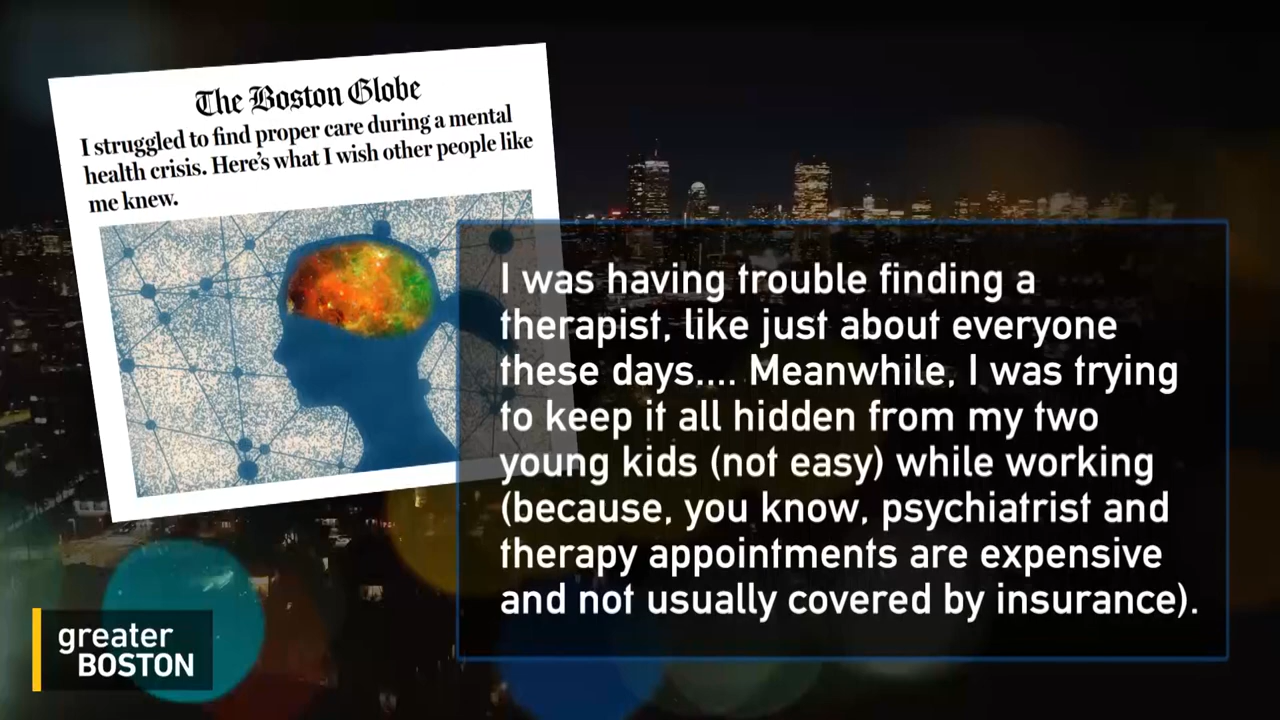 The Boston Globe
I struggled to find proper care during a mental
health crisis. Here's what I wish other people like
me knew.
I was having trouble finding a
therapist, like just about everyone
these days.... Meanwhile, I was trying
to keep it all hidden from my two
young kids (not easy) while working
(because, you know, psychiatrist and
therapy appointments are expensive
and not usually covered by insurance).
greater
BOSTON